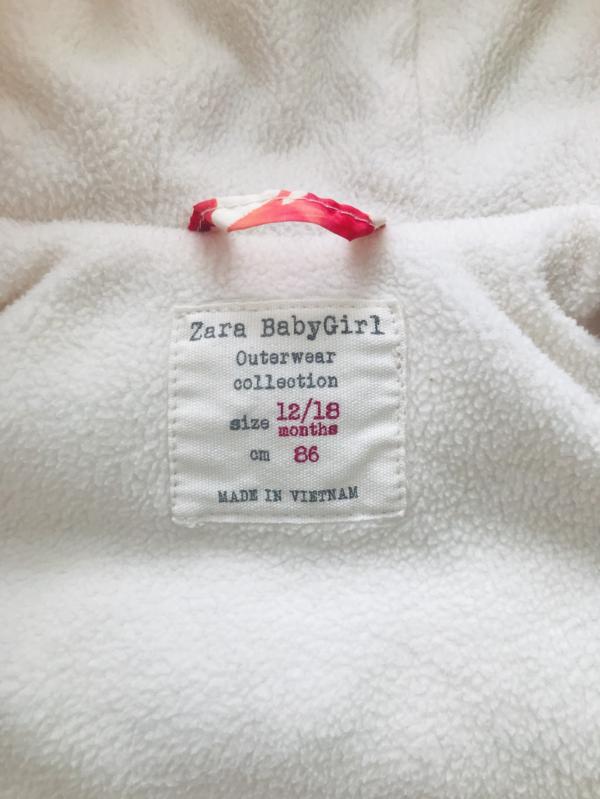 Zara BabyGirl
Outerwear
collection
size 12/18
months
cm 86
MADE IN VIETNAM